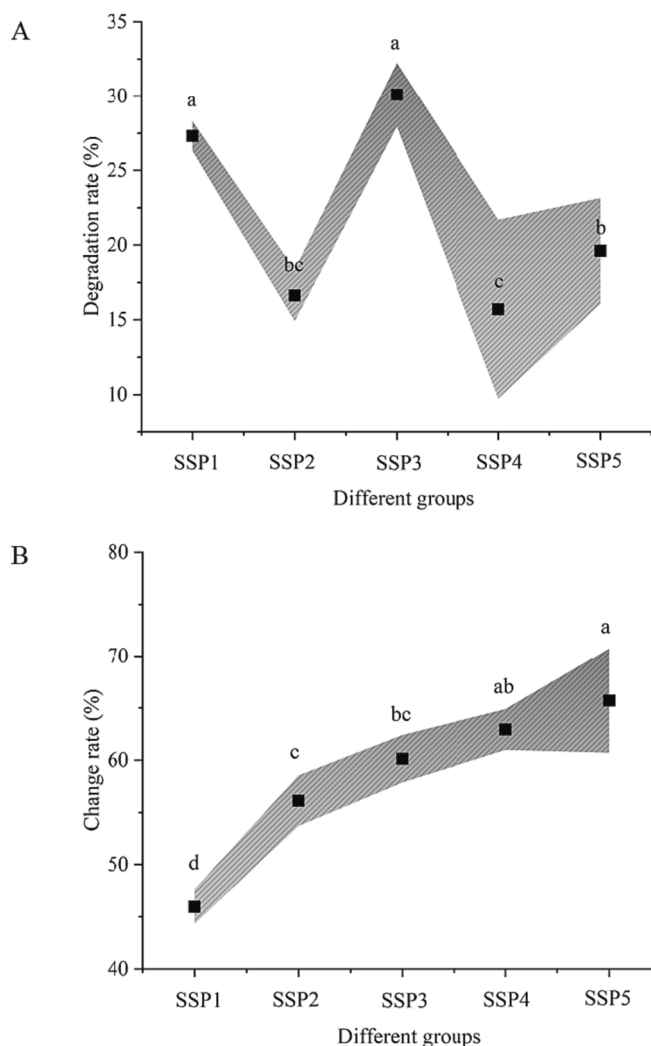 A
35
30
25
20
15
10
Degradation rate (%)
a
bc
a
c
b
SSP1 SSP2 SSP3 SSP4 SSP5
Different groups
B
80
70
60
50
40
Change rate (%)
d
c
bc
ab
a
SSP1 SSP2 SSP3 SSP4 SSP5
Different groups